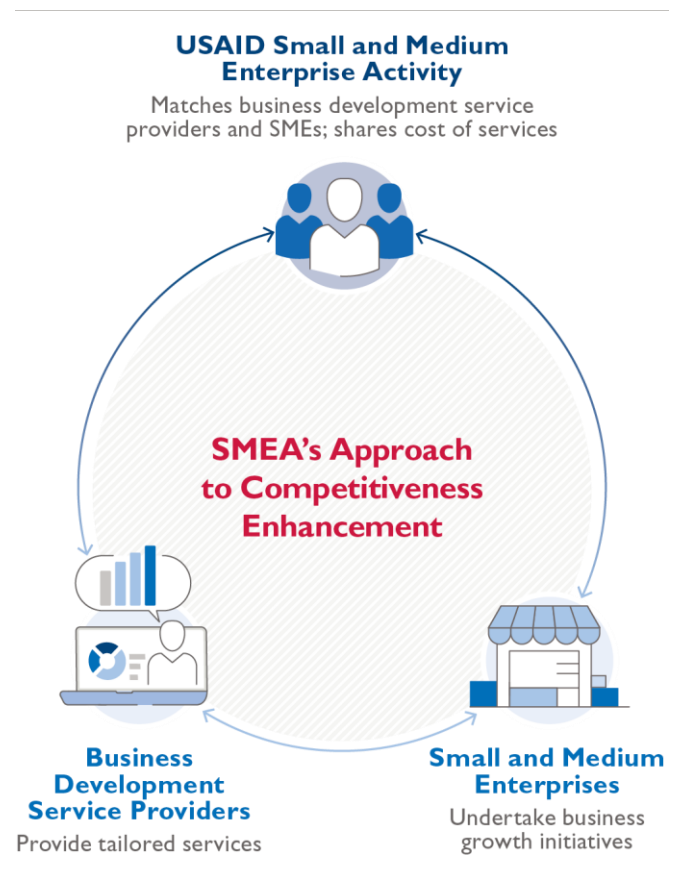 USAID Small and Medium
Enterprise Activity
Matches business development service
providers and SMEs; shares cost of services
SMEA’s Approach
to Competitiveness
Enhancement
Business
Development
Service Providers
Provide tailored services
Small and Medium
Enterprises
Undertake business
growth initiatives